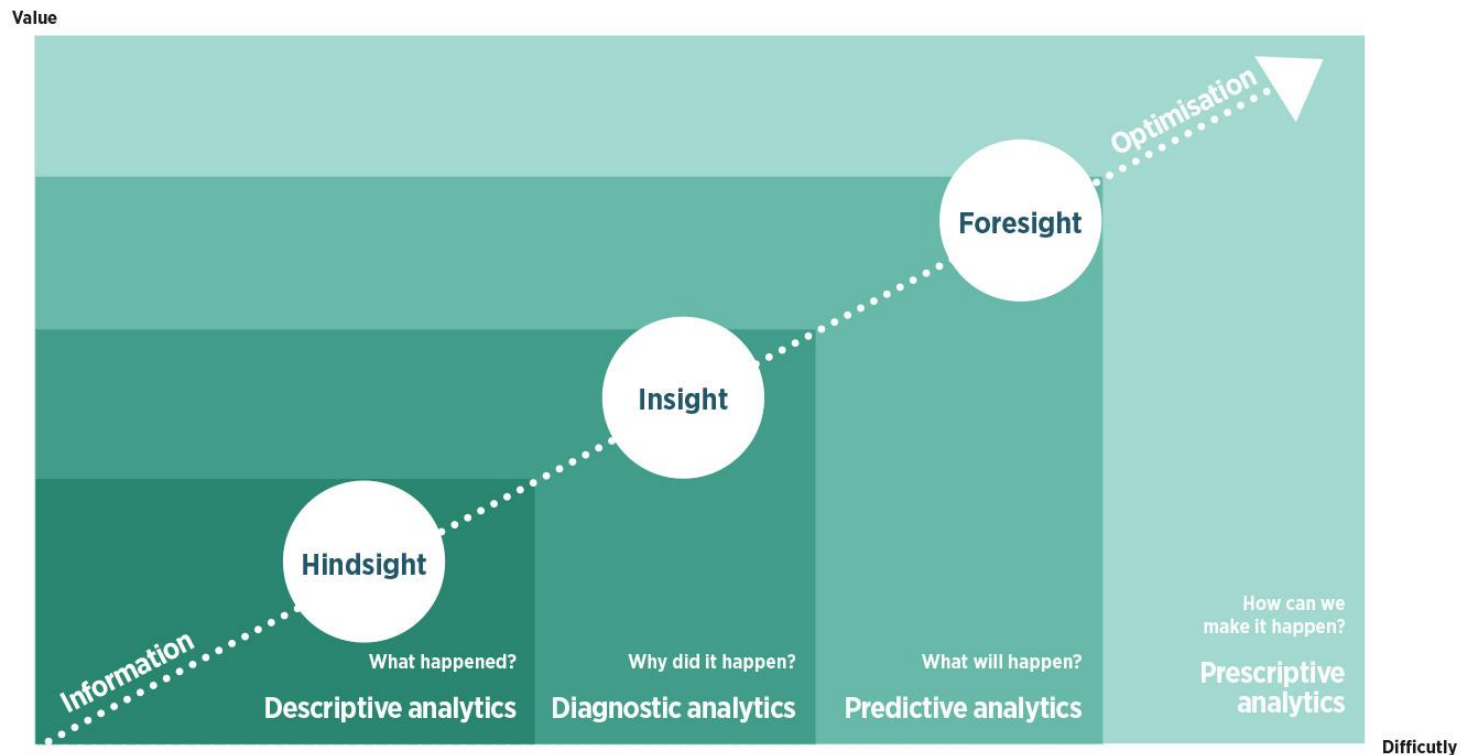 Value
Optimisation
Foresight
Insight
Hindsight
Information
What happened?
Descriptive analytics
Why did it happen?
Diagnostic analytics
What will happen?
Predictive analytics
How can we
make it happen?
Prescriptive
analytics
Difficutly